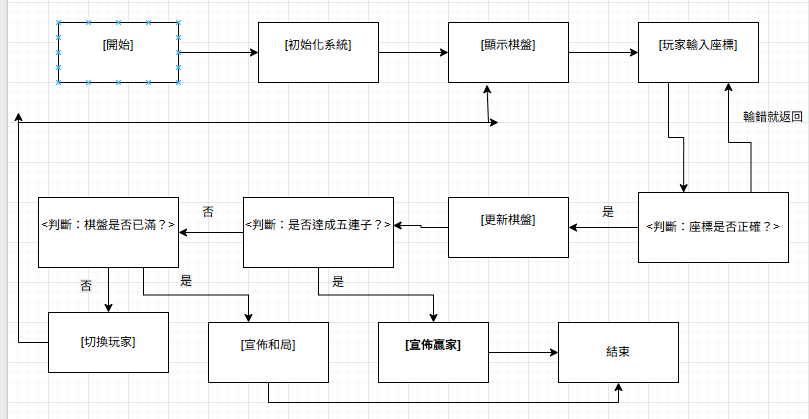 [開始]
[初始化系統]
[顯示棋盤]
[玩家輸入座標]
輸錯就返回
<判斷：棋盤是否已滿？>
否
<判斷：是否達成五連子？>
[更新棋盤]
是
<判斷：座標是否正確？>
否
是
是
[切換玩家]
[宣佈和局]
[宣佈贏家]
結束